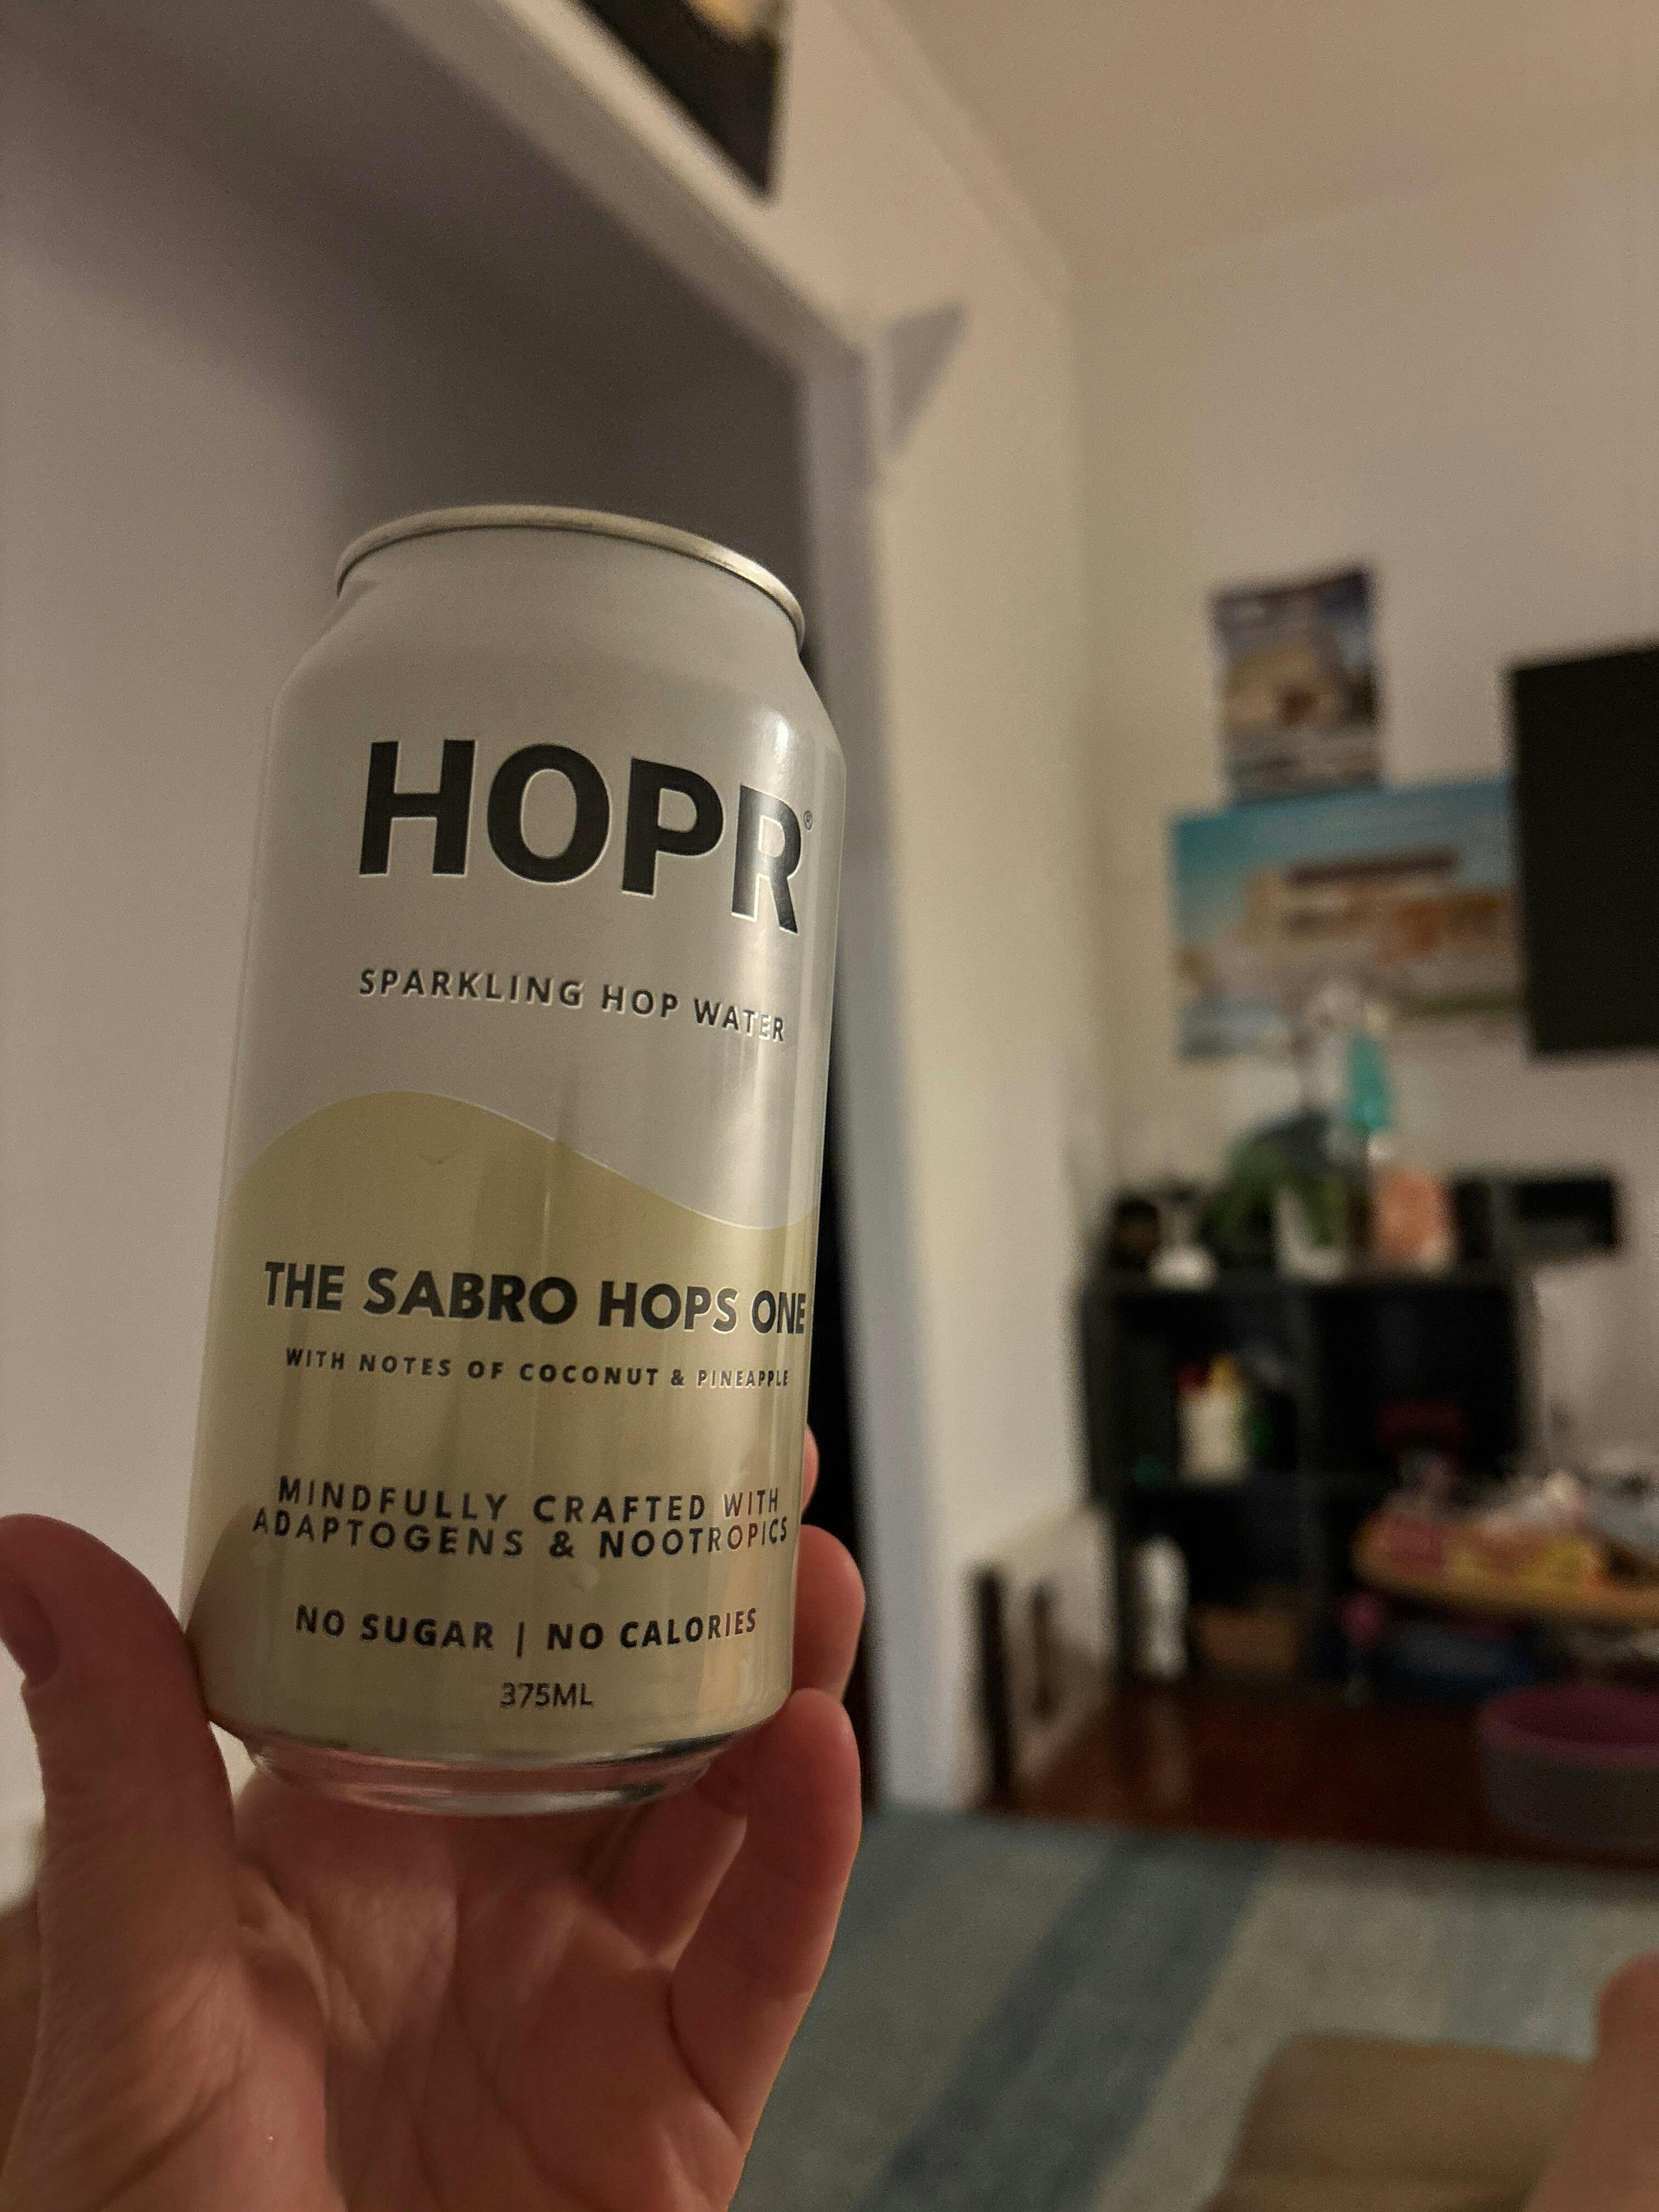 HOPR®
SPARKLING HOP WATER
THE SABRO HOPS ONE
WITH NOTES OF COCONUT & PINEAPPLE
MINDFULLY CRAFTED WITH
ADAPTOGENS & NOOTROPICS
NO SUGAR | NO CALORIES
375ML